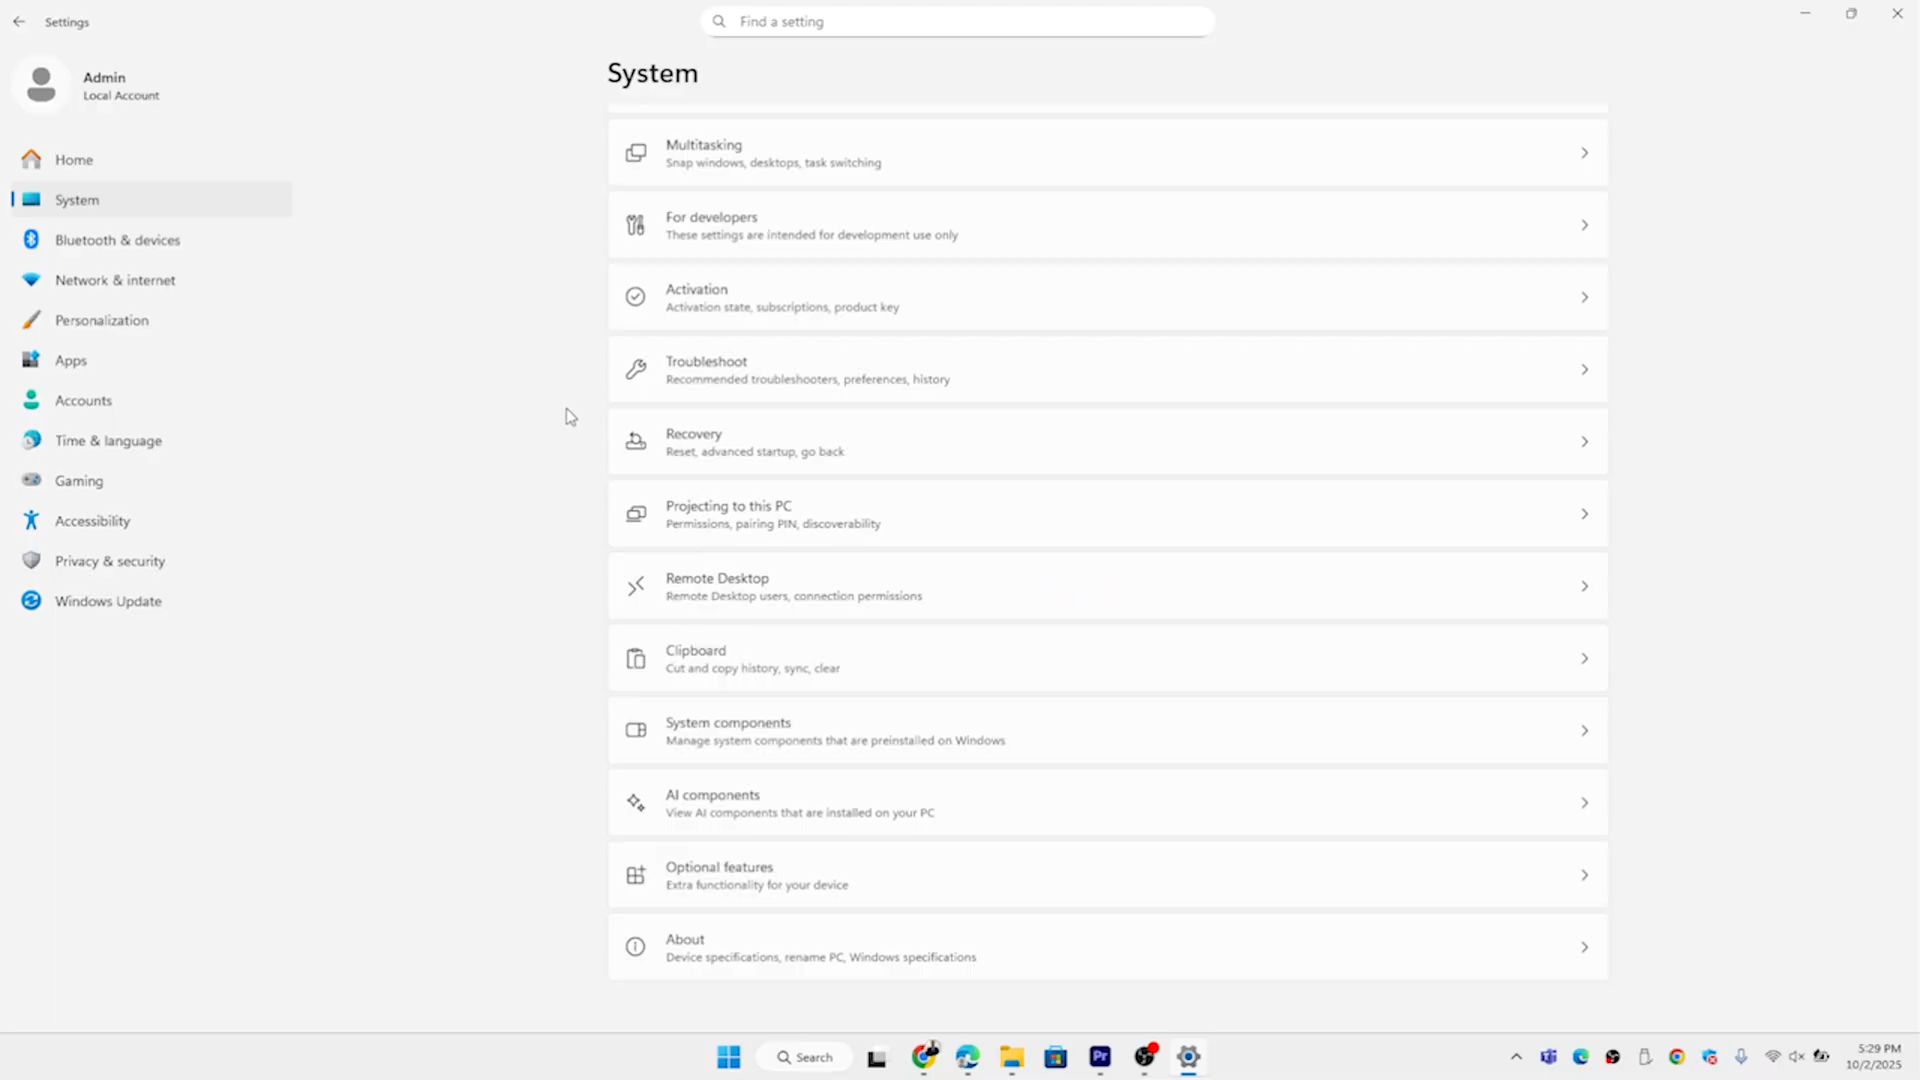 Settings
Find a setting
Admin
Local Account
Home
System
Bluetooth & devices
Network & internet
Personalization
Apps
Accounts
Time & language
Gaming
Accessibility
Privacy & security
Windows Update
System
Multitasking
Snap windows, desktops, task switching
For developers
These settings are intended for development use only
Activation
Activation state, subscriptions, product key
Troubleshoot
Recommended troubleshooters, preferences, history
Recovery
Reset, advanced startup, go back
Projecting to this PC
Permissions, pairing PIN, discoverability
Remote Desktop
Remote Desktop users, connection permissions
Clipboard
Cut and copy history, sync, clear
System components
Manage system components that are preinstalled on Windows
AI components
View AI components that are installed on your PC
Optional features
Extra functionality for your device
About
Device specifications, rename PC, Windows specifications
Search
Pr
5:29 PM
10/2/2025